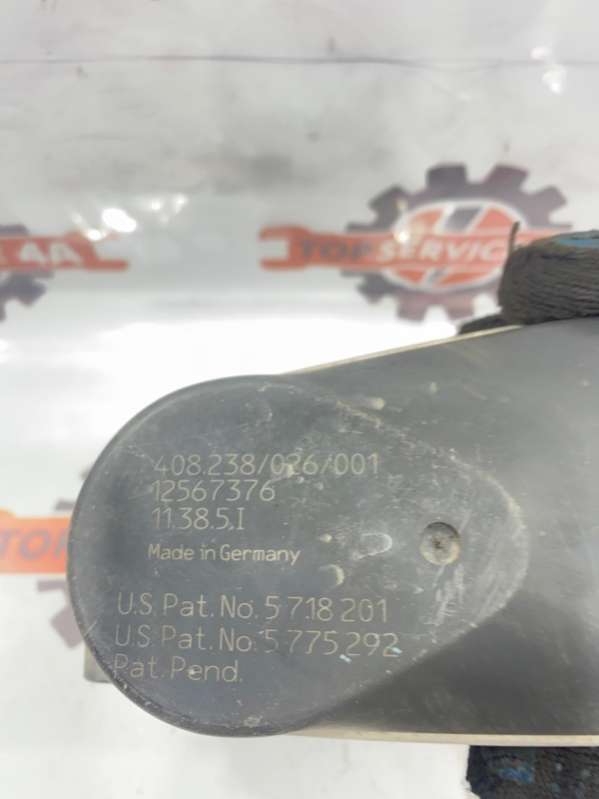 4A
TOP SERVICE
408.238/026/001
12567376
11.38.5.I
Made in Germany
U.S. Pat. No. 5 718 201
U.S. Pat. No. 5 775 292
Pat. Pend.